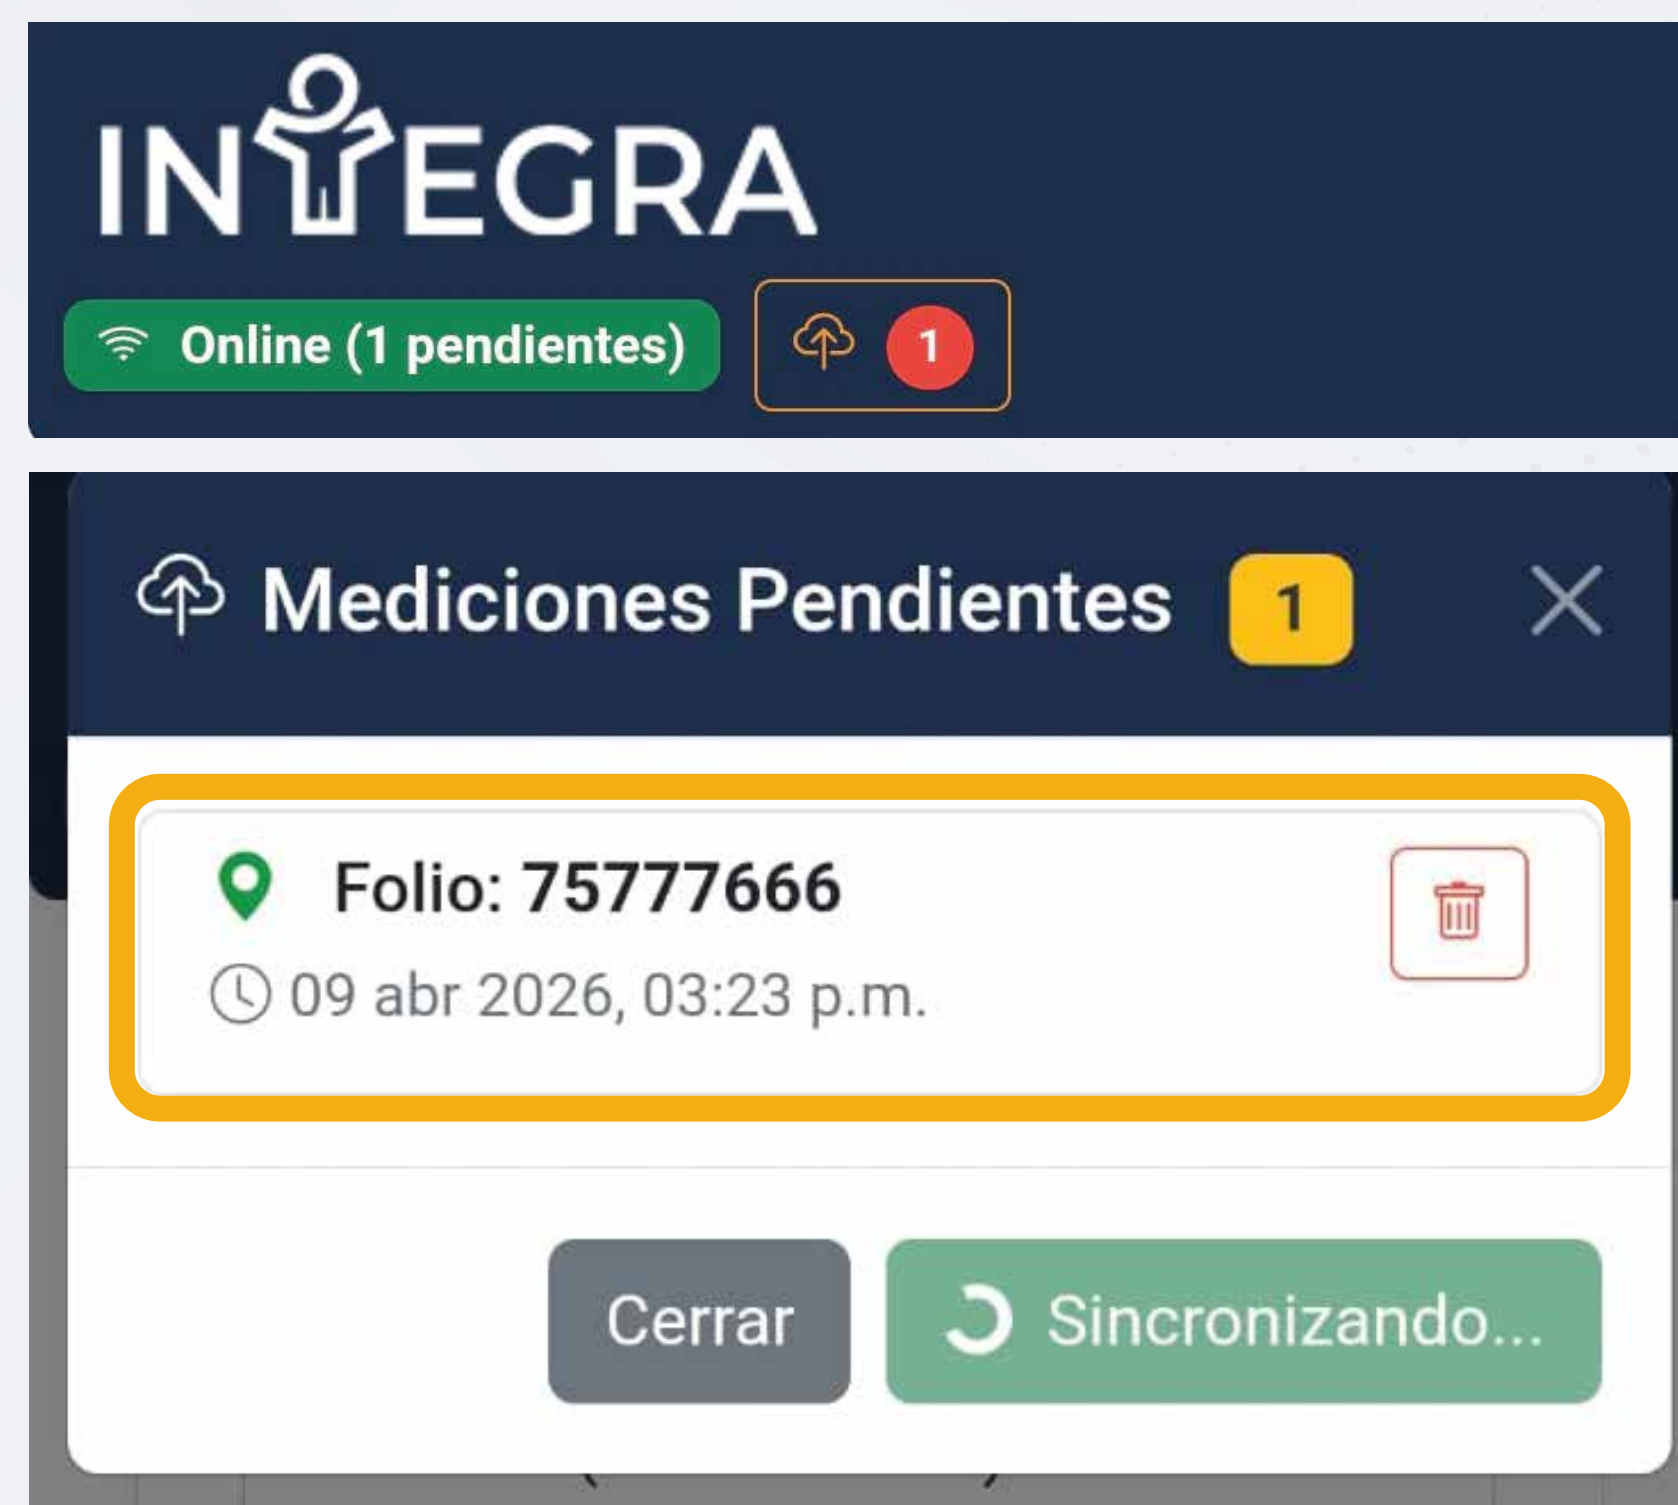 INTEGRA
Online (1 pendientes)
1
Mediciones Pendientes 1
Folio: 75777666
09 abr 2026, 03:23 p.m.
Cerrar
Sincronizando...